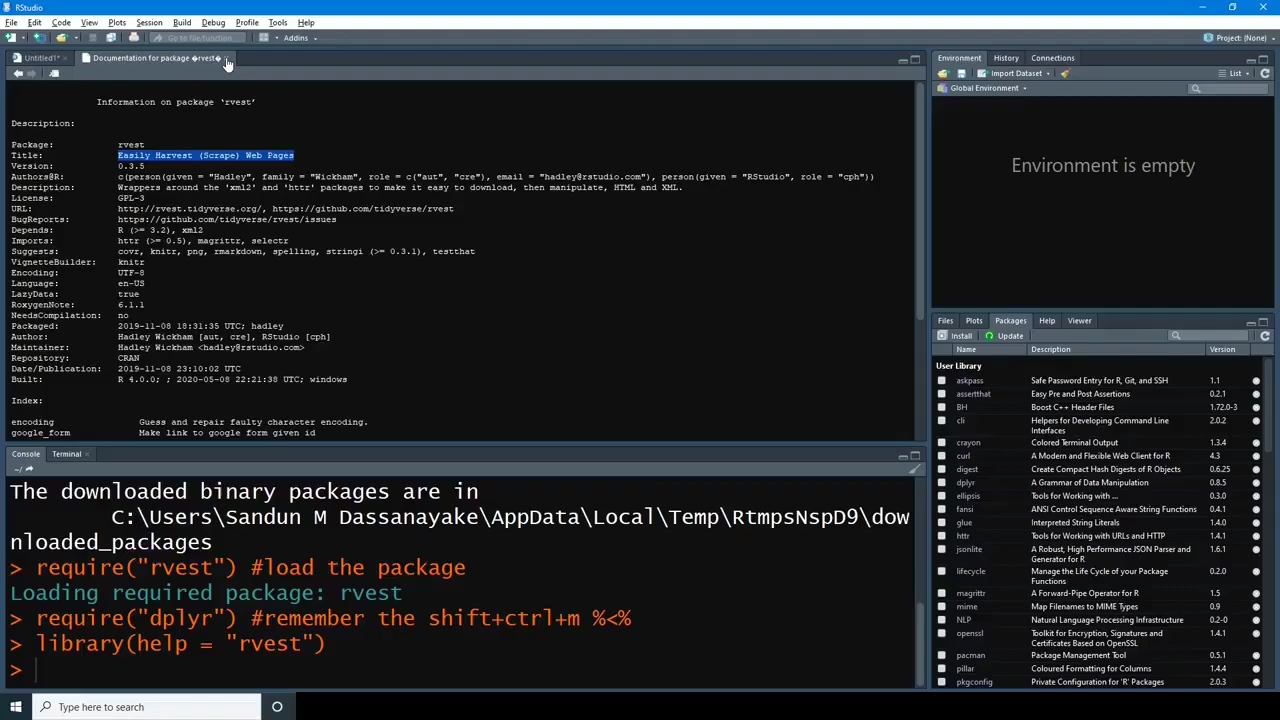 RStudio
File Edit Code View Plots Session Build Debug Profile Tools Help
Go to file/function Addins Project: (None)
Untitled1* Documentation for package �rvest�
Information on package ‘rvest’
Description:
Package: rvest
Title: Easily Harvest (Scrape) Web Pages
Version: 0.3.5
Authors@R: c(person(given = "Hadley", family = "Wickham", role = c("aut", "cre"), email = "hadley@rstudio.com"), person(given = "RStudio", role = "cph"))
Description: Wrappers around the 'xml2' and 'httr' packages to make it easy to download, then manipulate, HTML and XML.
License: GPL-3
URL: http://rvest.tidyverse.org/, https://github.com/tidyverse/rvest
BugReports: https://github.com/tidyverse/rvest/issues
Depends: R (>= 3.2), xml2
Imports: httr (>= 0.5), magrittr, selectr
Suggests: covr, knitr, png, rmarkdown, spelling, stringi (>= 0.3.1), testthat
VignetteBuilder: knitr
Encoding: UTF-8
Language: en-US
LazyData: true
RoxygenNote: 6.1.1
NeedsCompilation: no
Packaged: 2019-11-08 18:31:35 UTC; hadley
Author: Hadley Wickham [aut, cre], RStudio [cph]
Maintainer: Hadley Wickham <hadley@rstudio.com>
Repository: CRAN
Date/Publication: 2019-11-08 23:10:02 UTC
Built: R 4.0.0; ; 2020-05-08 22:21:38 UTC; windows
Index:
encoding Guess and repair faulty character encoding.
google_form Make link to google form given id
Console Terminal
~/
The downloaded binary packages are in
C:\Users\Sandun M Dassanayake\AppData\Local\Temp\RtmpsNspD9\dow
nloaded_packages
> require("rvest") #load the package
Loading required package: rvest
> require("dplyr") #remember the shift+ctrl+m %<%
> library(help = "rvest")
>
Environment History Connections
Import Dataset List
Global Environment
Environment is empty
Files Plots Packages Help Viewer
Install Update
Name Description Version
User Library
askpass Safe Password Entry for R, Git, and SSH 1.1
assertthat Easy Pre and Post Assertions 0.2.1
BH Boost C++ Header Files 1.72.0-3
cli Helpers for Developing Command Line 2.0.2
Interfaces
crayon Colored Terminal Output 1.3.4
curl A Modern and Flexible Web Client for R 4.3
digest Create Compact Hash Digests of R Objects 0.6.25
dplyr A Grammar of Data Manipulation 0.8.5
ellipsis Tools for Working with ... 0.3.0
fansi ANSI Control Sequence Aware String Functions 0.4.1
glue Interpreted String Literals 1.4.0
httr Tools for Working with URLs and HTTP 1.4.1
jsonlite A Robust, High Performance JSON Parser and 1.6.1
Generator for R
lifecycle Manage the Life Cycle of your Package 0.2.0
Functions
magrittr A Forward-Pipe Operator for R 1.5
mime Map Filenames to MIME Types 0.9
NLP Natural Language Processing Infrastructure 0.2-0
openssl Toolkit for Encryption, Signatures and 1.4.1
Certificates Based on OpenSSL
pacman Package Management Tool 0.5.1
pillar Coloured Formatting for Columns 1.4.4
pkgconfig Private Configuration for 'R' Packages 2.0.3
Type here to search